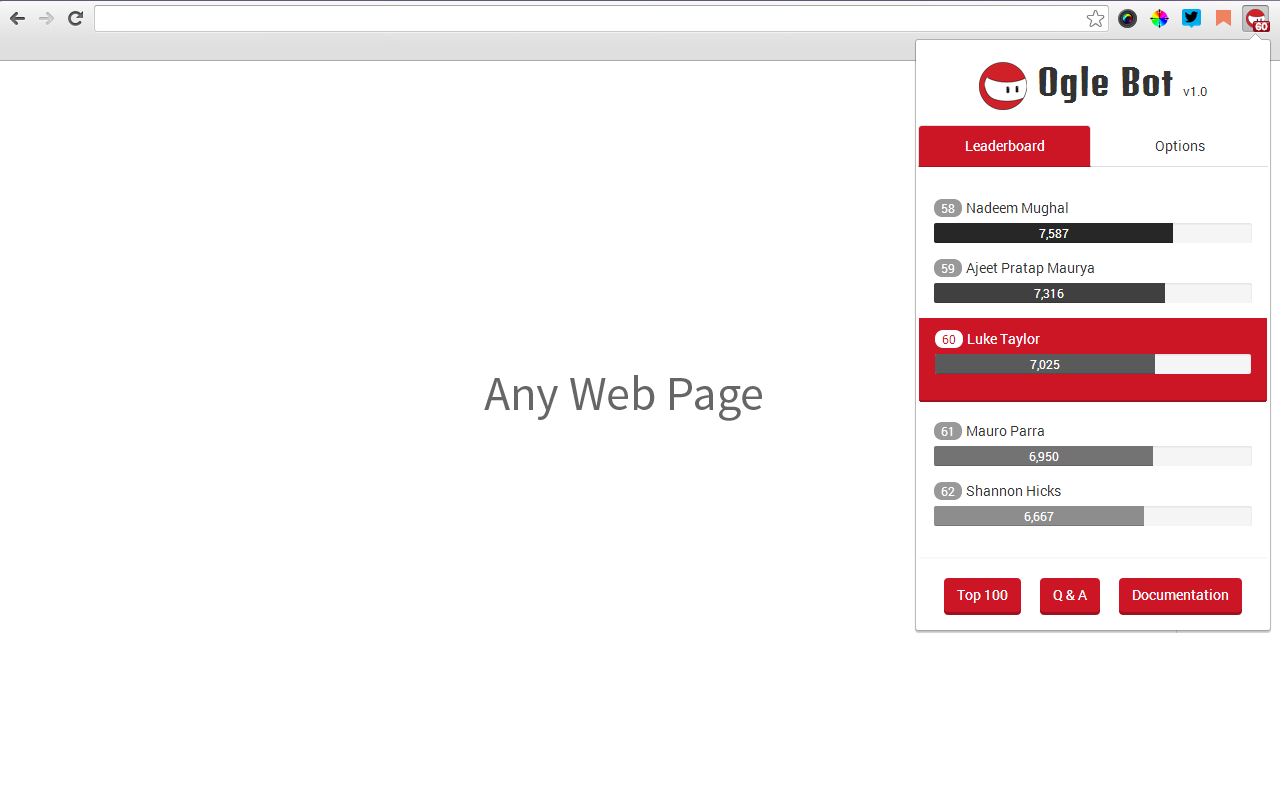 60
Ogle Bot v1.0
Leaderboard Options
58 Nadeem Mughal
7,587
59 Ajeet Pratap Maurya
7,316
60 Luke Taylor
7,025
Any Web Page
61 Mauro Parra
6,950
62 Shannon Hicks
6,667
Top 100 Q & A Documentation